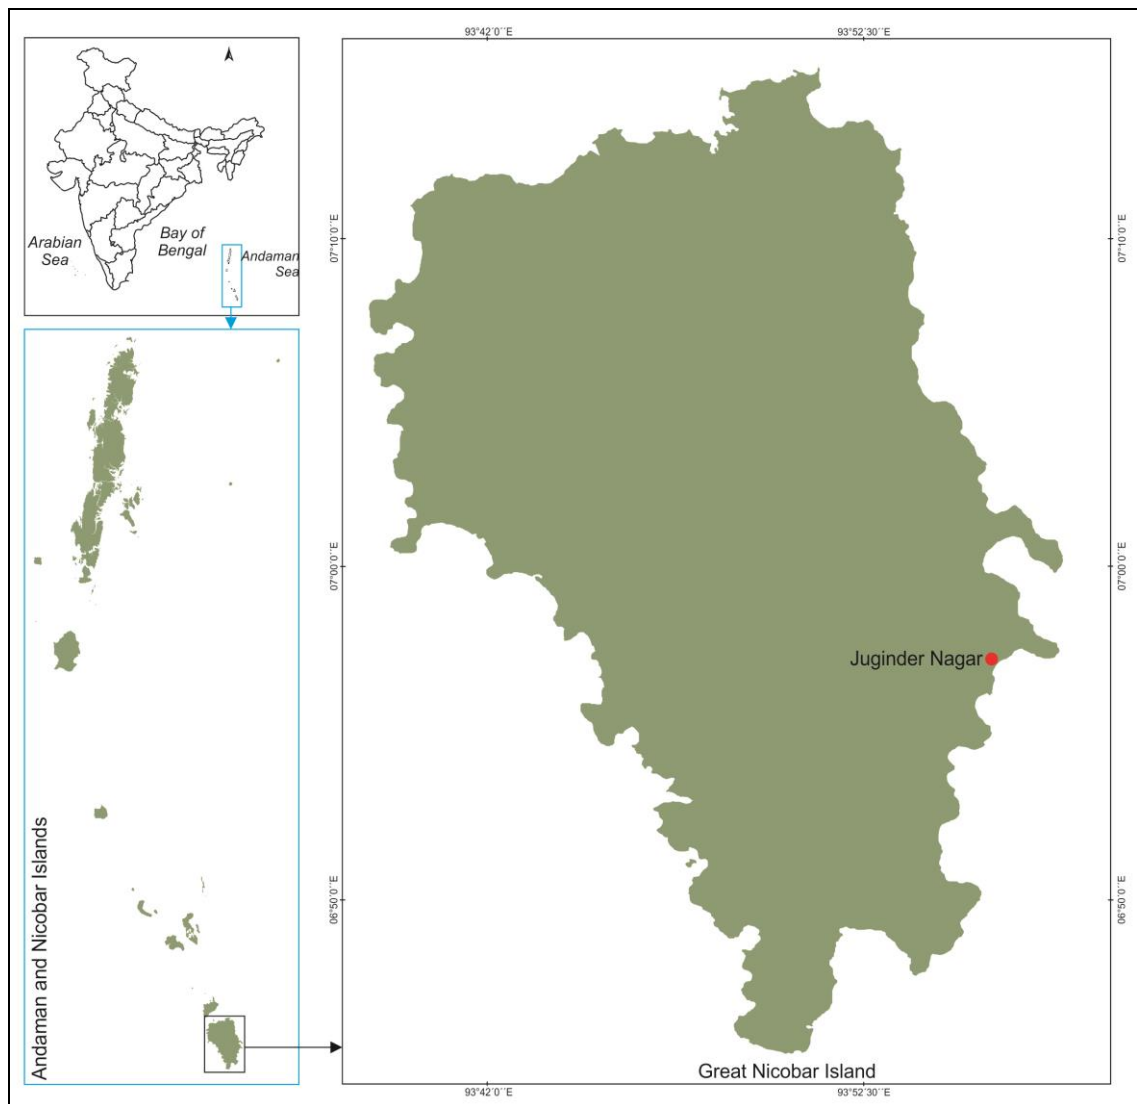 93°42´0´´E
93°52´30´´E
Arabian
Sea
Bay of
Bengal
Andaman
Sea
07°10´0´´E
07°10´0´´E
07°00´0´´E
07°00´0´´E
Juginder Nagar
06°50´0´´E
06°50´0´´E
Andaman and Nicobar Islands
Great Nicobar Island
93°42´0´´E
93°52´30´´E